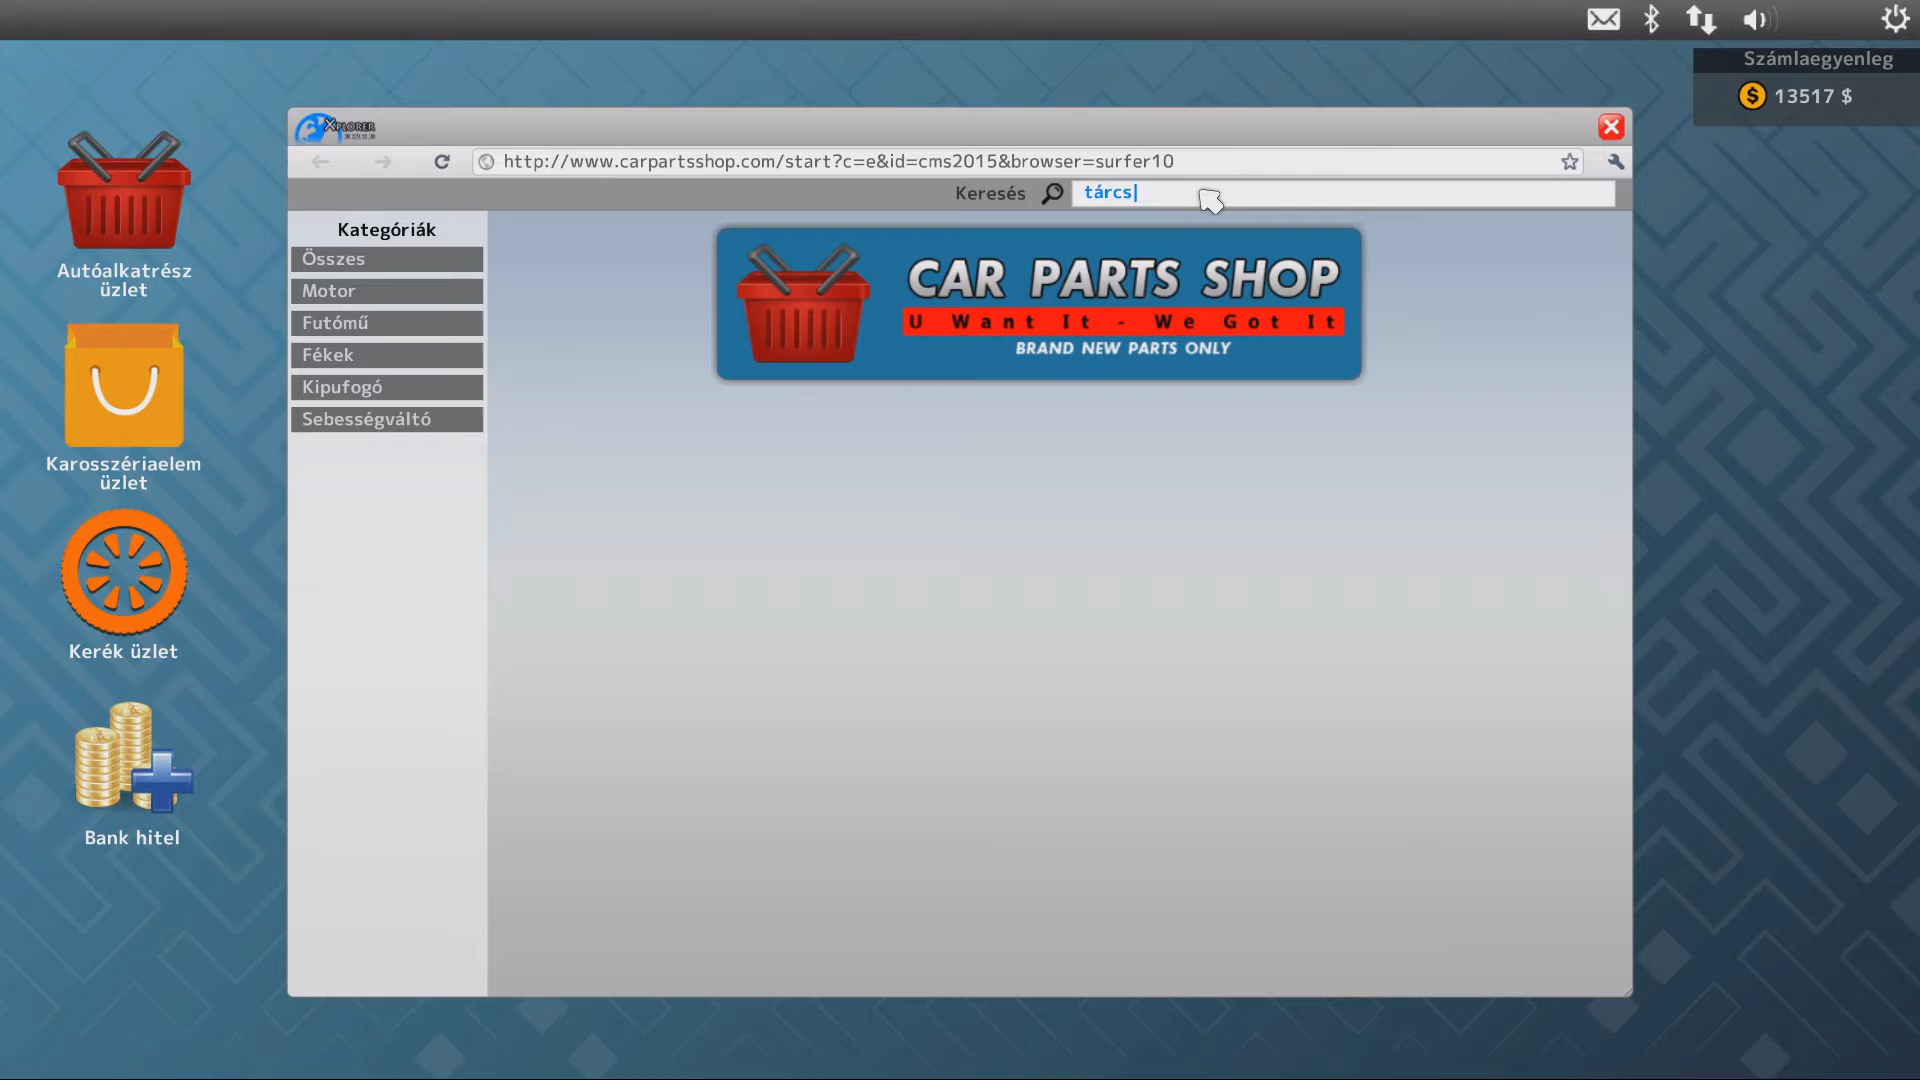 Számlaegyenleg
13517 $
XPLORER
http://www.carpartsshop.com/start?c=e&id=cms2015&browser=surfer10
Keresés
tárcs
Kategóriák
Összes
Motor
Futómű
Fékek
Kipufogó
Sebességváltó
CAR PARTS SHOP
U Want It - We Got It
BRAND NEW PARTS ONLY
Autóalkatrész
üzlet
Karosszériaelem
üzlet
Kerék üzlet
Bank hitel